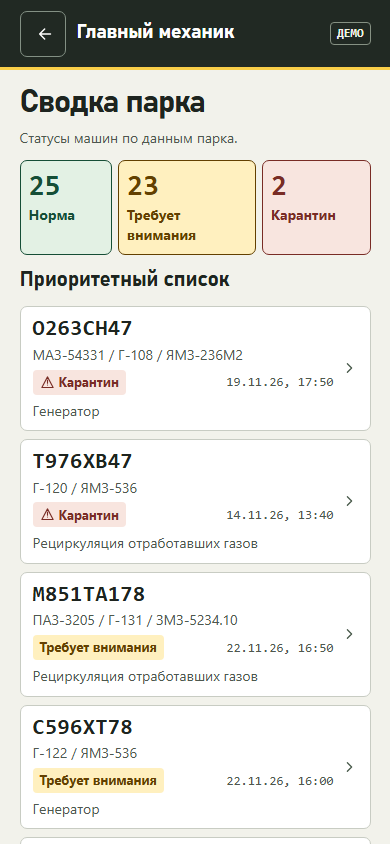 Главный механик
ДЕМО
Сводка парка
Статусы машин по данным парка.
25
Норма
23
Требует
внимания
2
Карантин
Приоритетный список
О263СН47
МАЗ-54331 / Г-108 / ЯМЗ-236М2
⚠ Карантин
19.11.26, 17:50
Генератор
Т976ХВ47
Г-120 / ЯМЗ-536
⚠ Карантин
14.11.26, 13:40
Рециркуляция отработавших газов
М851ТА178
ПАЗ-3205 / Г-131 / ЗМЗ-5234.10
Требует внимания
22.11.26, 16:50
Рециркуляция отработавших газов
С596ХТ78
Г-122 / ЯМЗ-536
Требует внимания
22.11.26, 16:00
Генератор